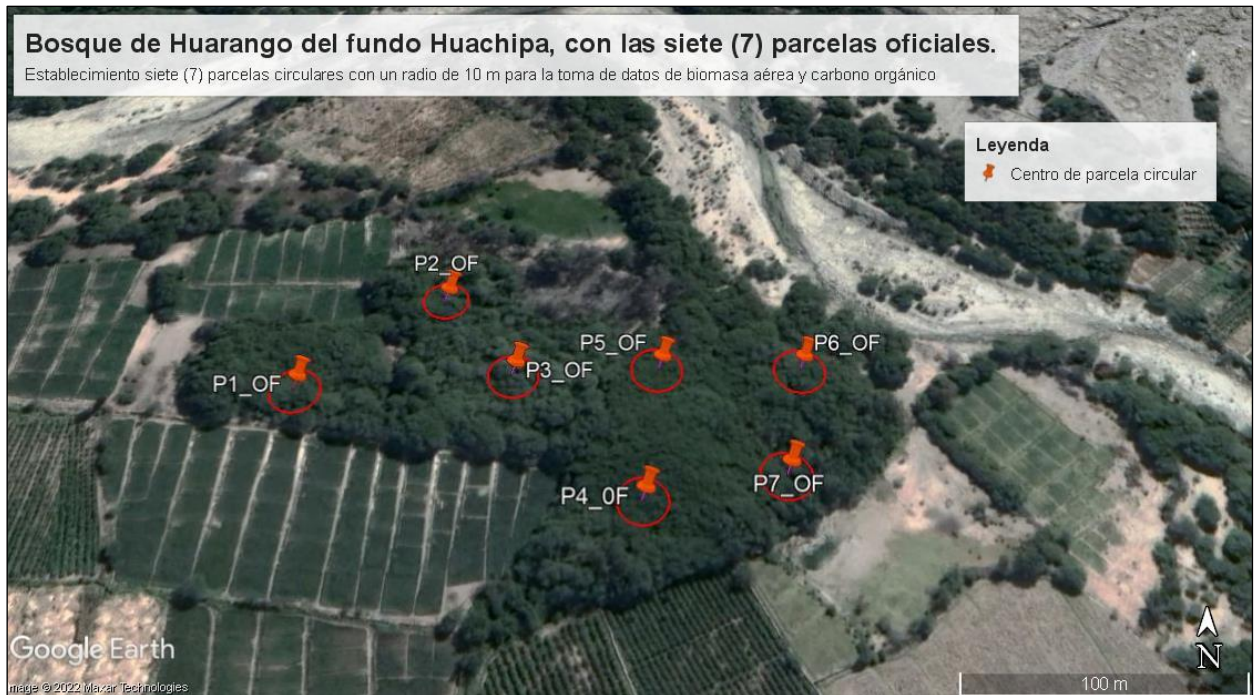 Bosque de Huarango del fundo Huachipa, con las siete (7) parcelas oficiales.
Establecimiento siete (7) parcelas circulares con un radio de 10 m para la toma de datos de biomasa aérea y carbono orgánico
Leyenda
Centro de parcela circular
P2_OF
P5_OF
P6_OF
P3_OF
P1_OF
P7_OF
P4_0F
Google Earth
N
100 m
mage © 2022 Maxar Technologies